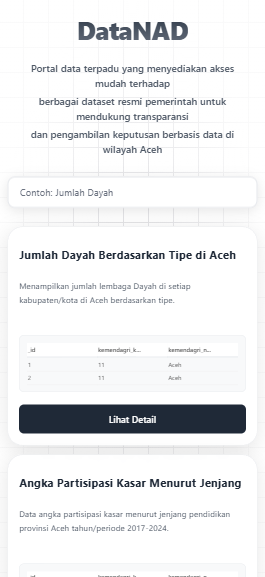 DataNAD
Portal data terpadu yang menyediakan akses
mudah terhadap
berbagai dataset resmi pemerintah untuk
mendukung transparansi
dan pengambilan keputusan berbasis data di
wilayah Aceh
Contoh: Jumlah Dayah
Jumlah Dayah Berdasarkan Tipe di Aceh
Menampilkan jumlah lembaga Dayah di setiap
kabupaten/kota di Aceh berdasarkan tipe.
_id kemendagri_k... kemendagri_n...
1 11 Aceh
2 11 Aceh
Lihat Detail
Angka Partisipasi Kasar Menurut Jenjang
Data angka partisipasi kasar menurut jenjang pendidikan
provinsi Aceh tahun/periode 2017-2024.
_id kemendagri_k... kemendagri_n...